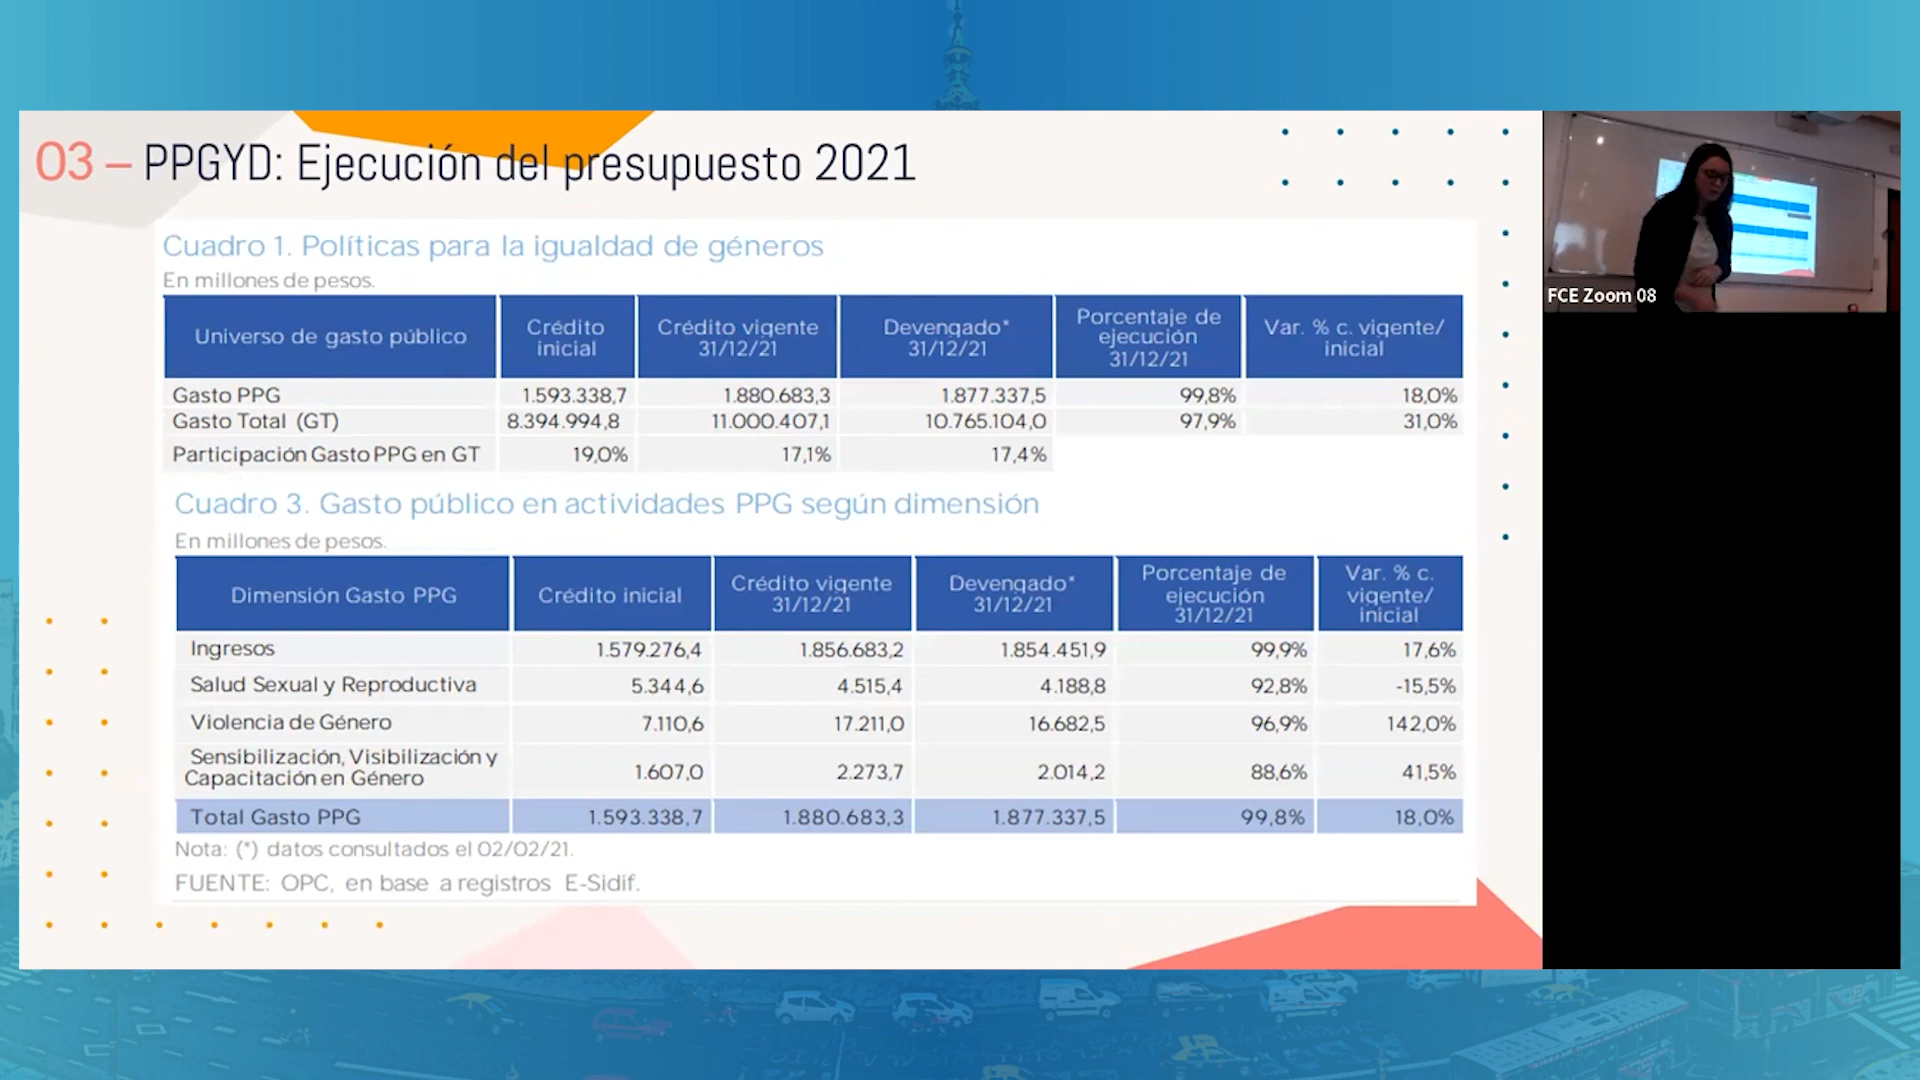 03 – PPGYD: Ejecución del presupuesto 2021
Cuadro 1. Políticas para la igualdad de géneros
En millones de pesos.
Universo de gasto público Crédito inicial Crédito vigente 31/12/21 Devengado* 31/12/21 Porcentaje de ejecución 31/12/21 Var. % c. vigente/ inicial
Gasto PPG 1.593.338,7 1.880.683,3 1.877.337,5 99,8% 18,0%
Gasto Total (GT) 8.394.994,8 11.000.407,1 10.765.104,0 97,9% 31,0%
Participación Gasto PPG en GT 19,0% 17,1% 17,4%
Cuadro 3. Gasto público en actividades PPG según dimensión
En millones de pesos.
Dimensión Gasto PPG Crédito inicial Crédito vigente 31/12/21 Devengado* 31/12/21 Porcentaje de ejecución 31/12/21 Var. % c. vigente/ inicial
Ingresos 1.579.276,4 1.856.683,2 1.854.451,9 99,9% 17,6%
Salud Sexual y Reproductiva 5.344,6 4.515,4 4.188,8 92,8% -15,5%
Violencia de Género 7.110,6 17.211,0 16.682,5 96,9% 142,0%
Sensibilización, Visibilización y Capacitación en Género 1.607,0 2.273,7 2.014,2 88,6% 41,5%
Total Gasto PPG 1.593.338,7 1.880.683,3 1.877.337,5 99,8% 18,0%
Nota: (*) datos consultados el 02/02/21.
FUENTE: OPC, en base a registros E-Sidif.
FCE Zoom 08